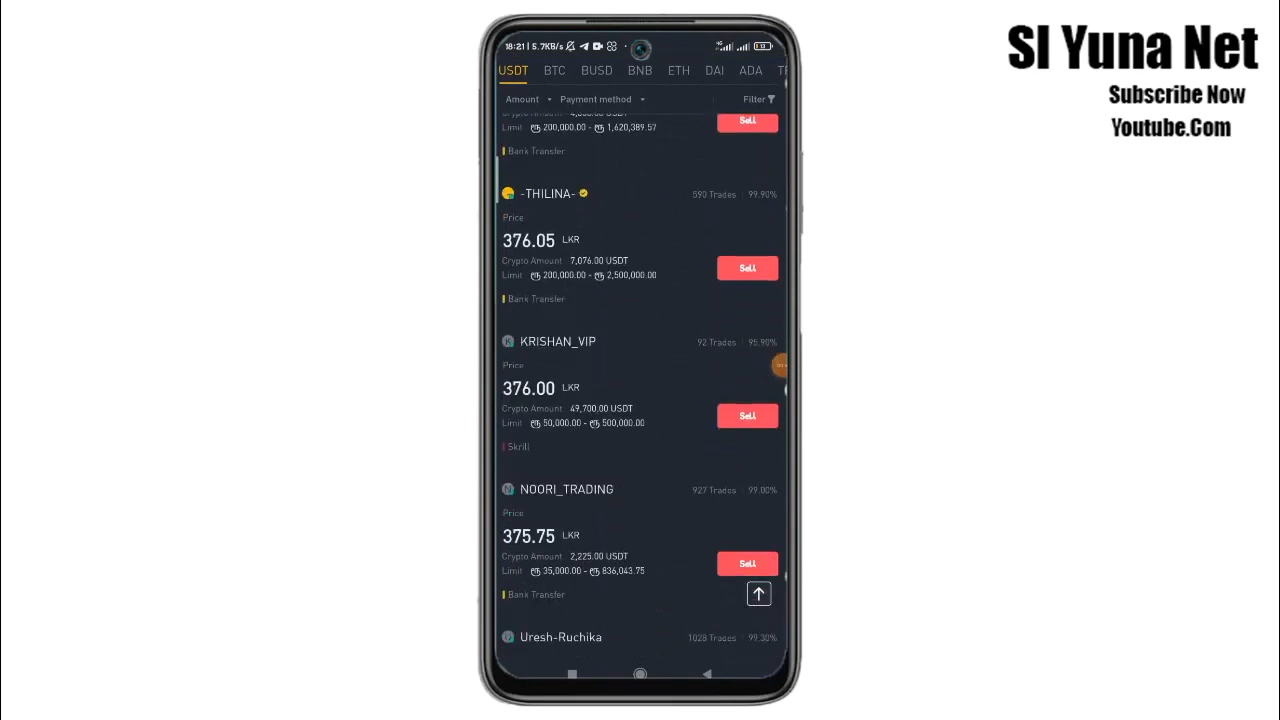 SI Yuna Net
Subscribe Now
Youtube.Com
18:21 | 5.7KB/s
USDT BTC BUSD BNB ETH DAI ADA
Amount Payment method Filter
Limit රු 200,000.00 - රු 1,620,389.57
Sell
Bank Transfer
-THILINA- 590 Trades | 99.90%
Price
376.05 LKR
Crypto Amount 7,076.00 USDT
Limit රු 200,000.00 - රු 2,500,000.00
Sell
Bank Transfer
KRISHAN_VIP 92 Trades | 95.90%
Price
376.00 LKR
Crypto Amount 49,700.00 USDT
Limit රු 50,000.00 - රු 500,000.00
Sell
Skrill
NOORI_TRADING 927 Trades | 99.00%
Price
375.75 LKR
Crypto Amount 2,225.00 USDT
Limit රු 35,000.00 - රු 836,043.75
Sell
Bank Transfer
Uresh-Ruchika 1028 Trades | 99.30%